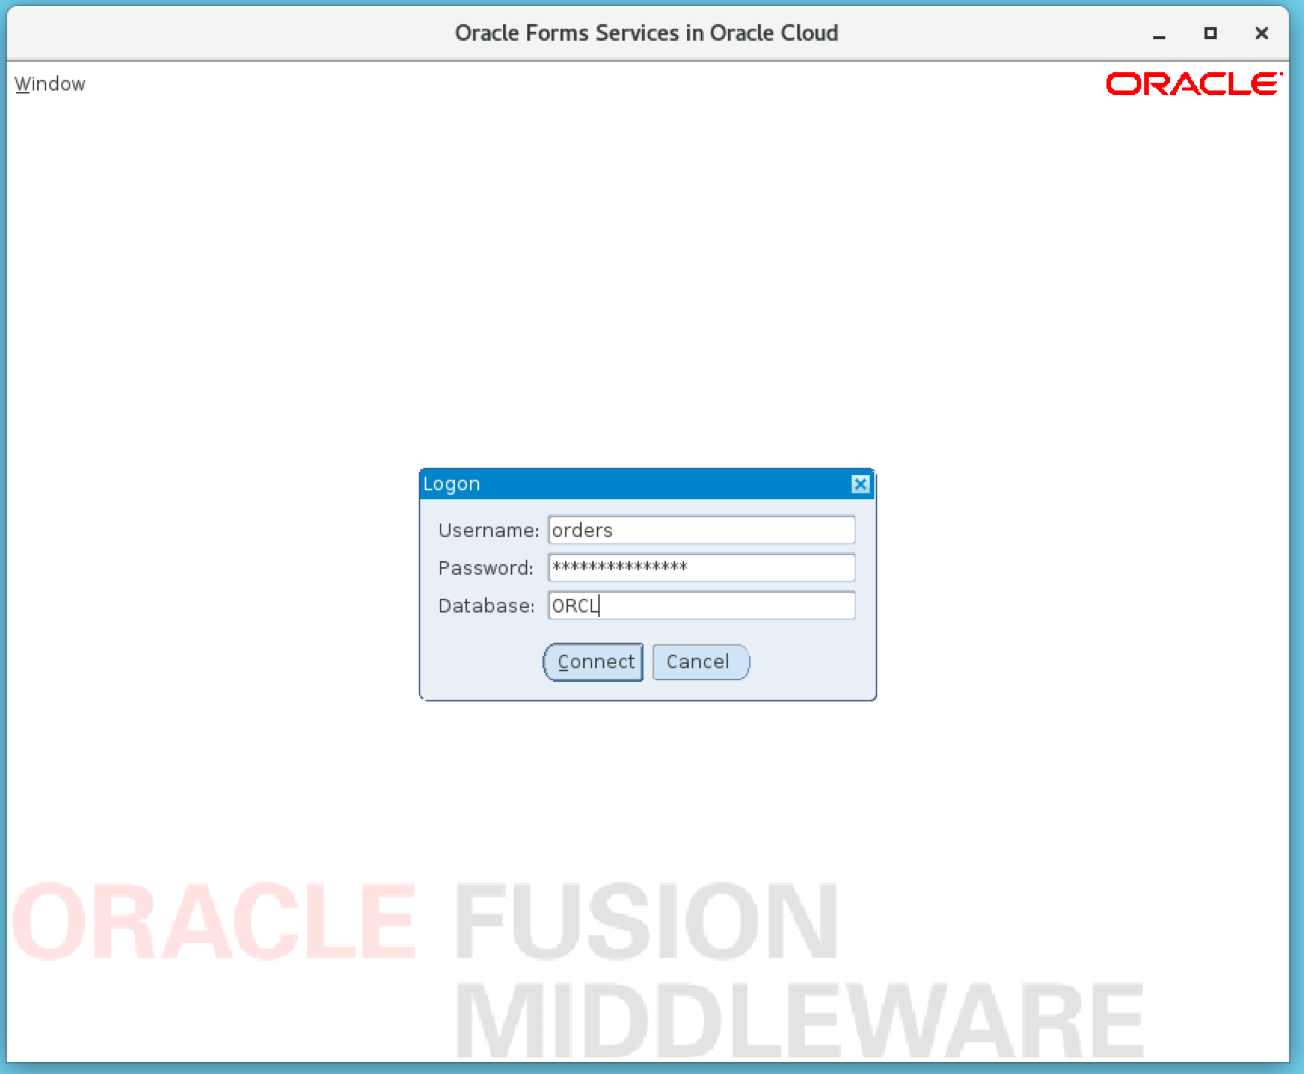 Oracle Forms Services in Oracle Cloud
Window
ORACLE
Logon
Username: orders
Password: ***************
Database: ORCL
Connect Cancel
ORACLE FUSION
MIDDLEWARE